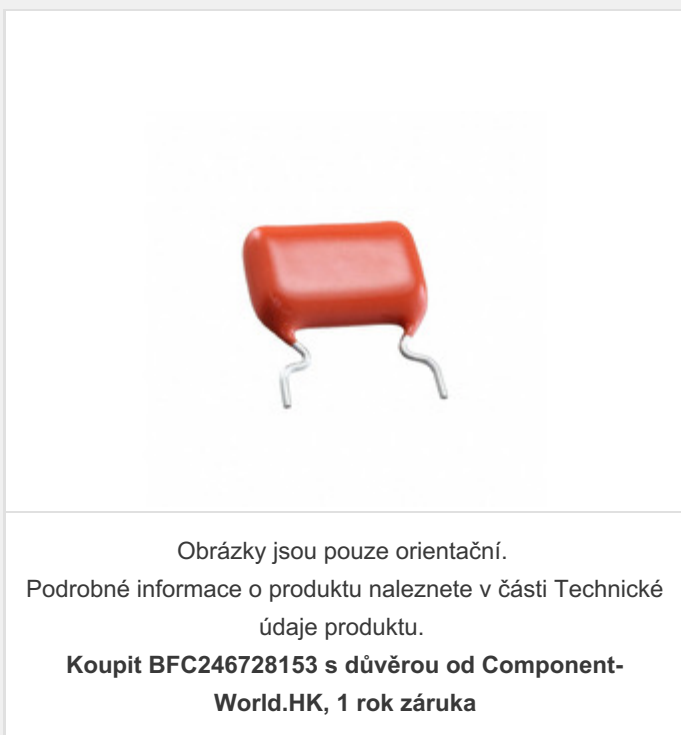 Obrázky jsou pouze orientační.
Podrobné informace o produktu naleznete v části Technické
údaje produktu.
Koupit BFC246728153 s důvěrou od Component-
World.HK, 1 rok záruka